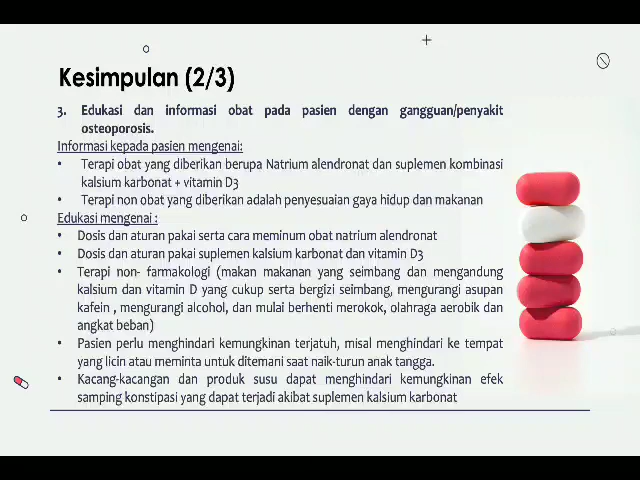 Kesimpulan (2/3)
3. Edukasi dan informasi obat pada pasien dengan gangguan/penyakit
osteoporosis.
Informasi kepada pasien mengenai:
• Terapi obat yang diberikan berupa Natrium alendronat dan suplemen kombinasi
kalsium karbonat + vitamin D3
• Terapi non obat yang diberikan adalah penyesuaian gaya hidup dan makanan
Edukasi mengenai :
• Dosis dan aturan pakai serta cara meminum obat natrium alendronat
• Dosis dan aturan pakai suplemen kalsium karbonat dan vitamin D3
• Terapi non- farmakologi (makan makanan yang seimbang dan mengandung
kalsium dan vitamin D yang cukup serta bergizi seimbang, mengurangi asupan
kafein , mengurangi alcohol, dan mulai berhenti merokok, olahraga aerobik dan
angkat beban)
• Pasien perlu menghindari kemungkinan terjatuh, misal menghindari ke tempat
yang licin atau meminta untuk ditemani saat naik-turun anak tangga.
• Kacang-kacangan dan produk susu dapat menghindari kemungkinan efek
samping konstipasi yang dapat terjadi akibat suplemen kalsium karbonat